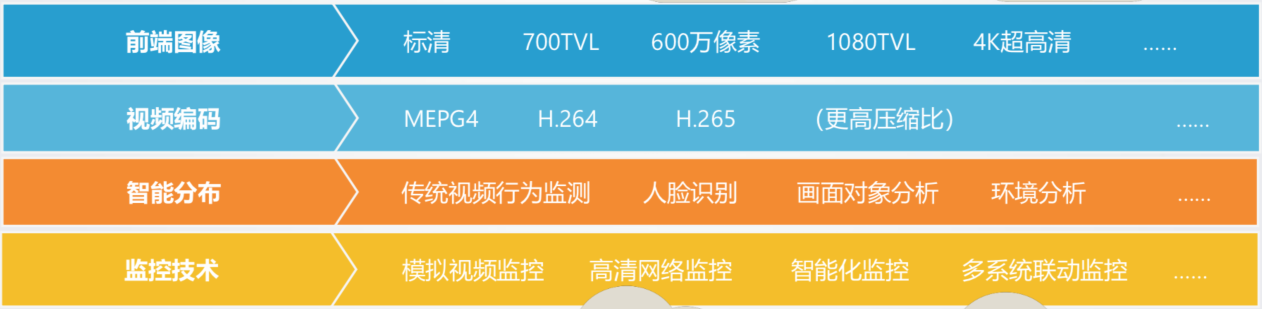 前端图像 标清 700TVL 600万像素 1080TVL 4K超高清 ……
视频编码 MEPG4 H.264 H.265 (更高压缩比) ……
智能分布 传统视频行为监测 人脸识别 画面对象分析 环境分析 ……
监控技术 模拟视频监控 高清网络监控 智能化监控 多系统联动监控 ……